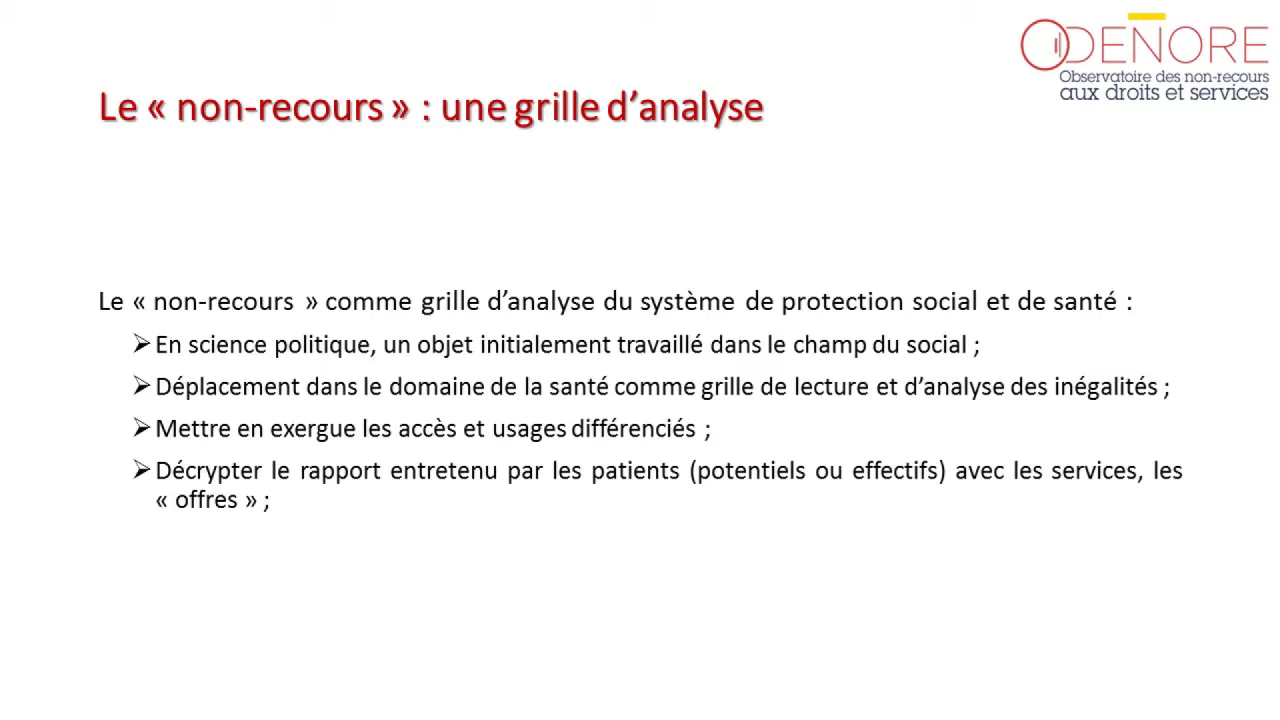 ODENORE
Observatoire des non-recours
aux droits et services
Le « non-recours » : une grille d’analyse
Le « non-recours » comme grille d’analyse du système de protection social et de santé :
➢En science politique, un objet initialement travaillé dans le champ du social ;
➢Déplacement dans le domaine de la santé comme grille de lecture et d’analyse des inégalités ;
➢Mettre en exergue les accès et usages différenciés ;
➢Décrypter le rapport entretenu par les patients (potentiels ou effectifs) avec les services, les
« offres » ;